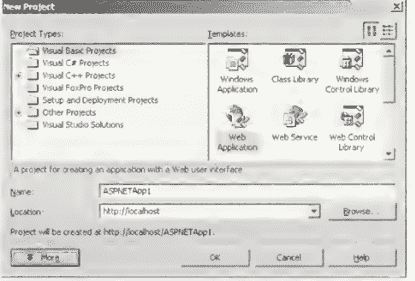 New Project
Project Types:
Templates:
Visual Basic Projects
Visual C# Projects
Visual C++ Projects
Visual FoxPro Projects
Setup and Deployment Projects
Other Projects
Visual Studio Solutions
Windows Application
Class Library
Windows Control Library
Web Application
Web Service
Web Control Library
A project for creating an application with a Web user interface
Name:
ASPNETApp1
Location:
http://localhost
Browse...
Project will be created at http://localhost/ASPNETApp1.
More
OK
Cancel
Help